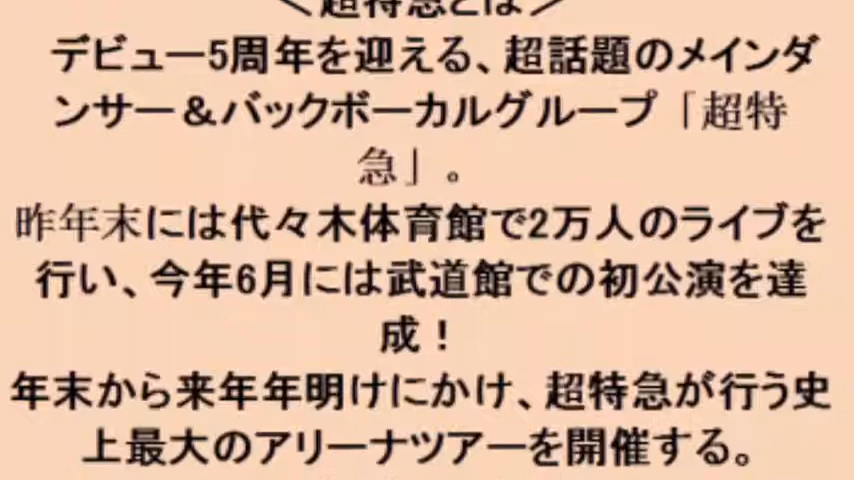 ＜超特急とは＞
デビュー5周年を迎える、超話題のメインダ
ンサー＆バックボーカルグループ「超特
急」。
昨年末には代々木体育館で2万人のライブを
行い、今年6月には武道館での初公演を達
成！
年末から来年年明けにかけ、超特急が行う史
上最大のアリーナツアーを開催する。